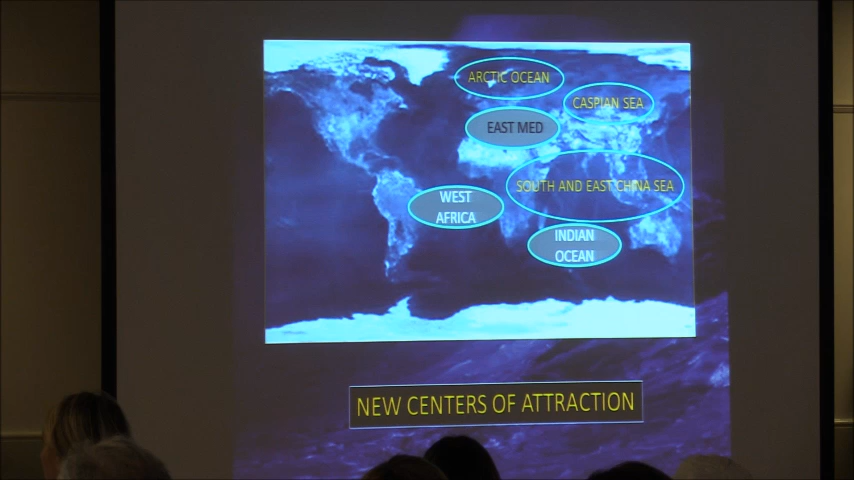 ARCTIC OCEAN
CASPIAN SEA
EAST MED
SOUTH AND EAST CHINA SEA
WEST
AFRICA
INDIAN
OCEAN
NEW CENTERS OF ATTRACTION